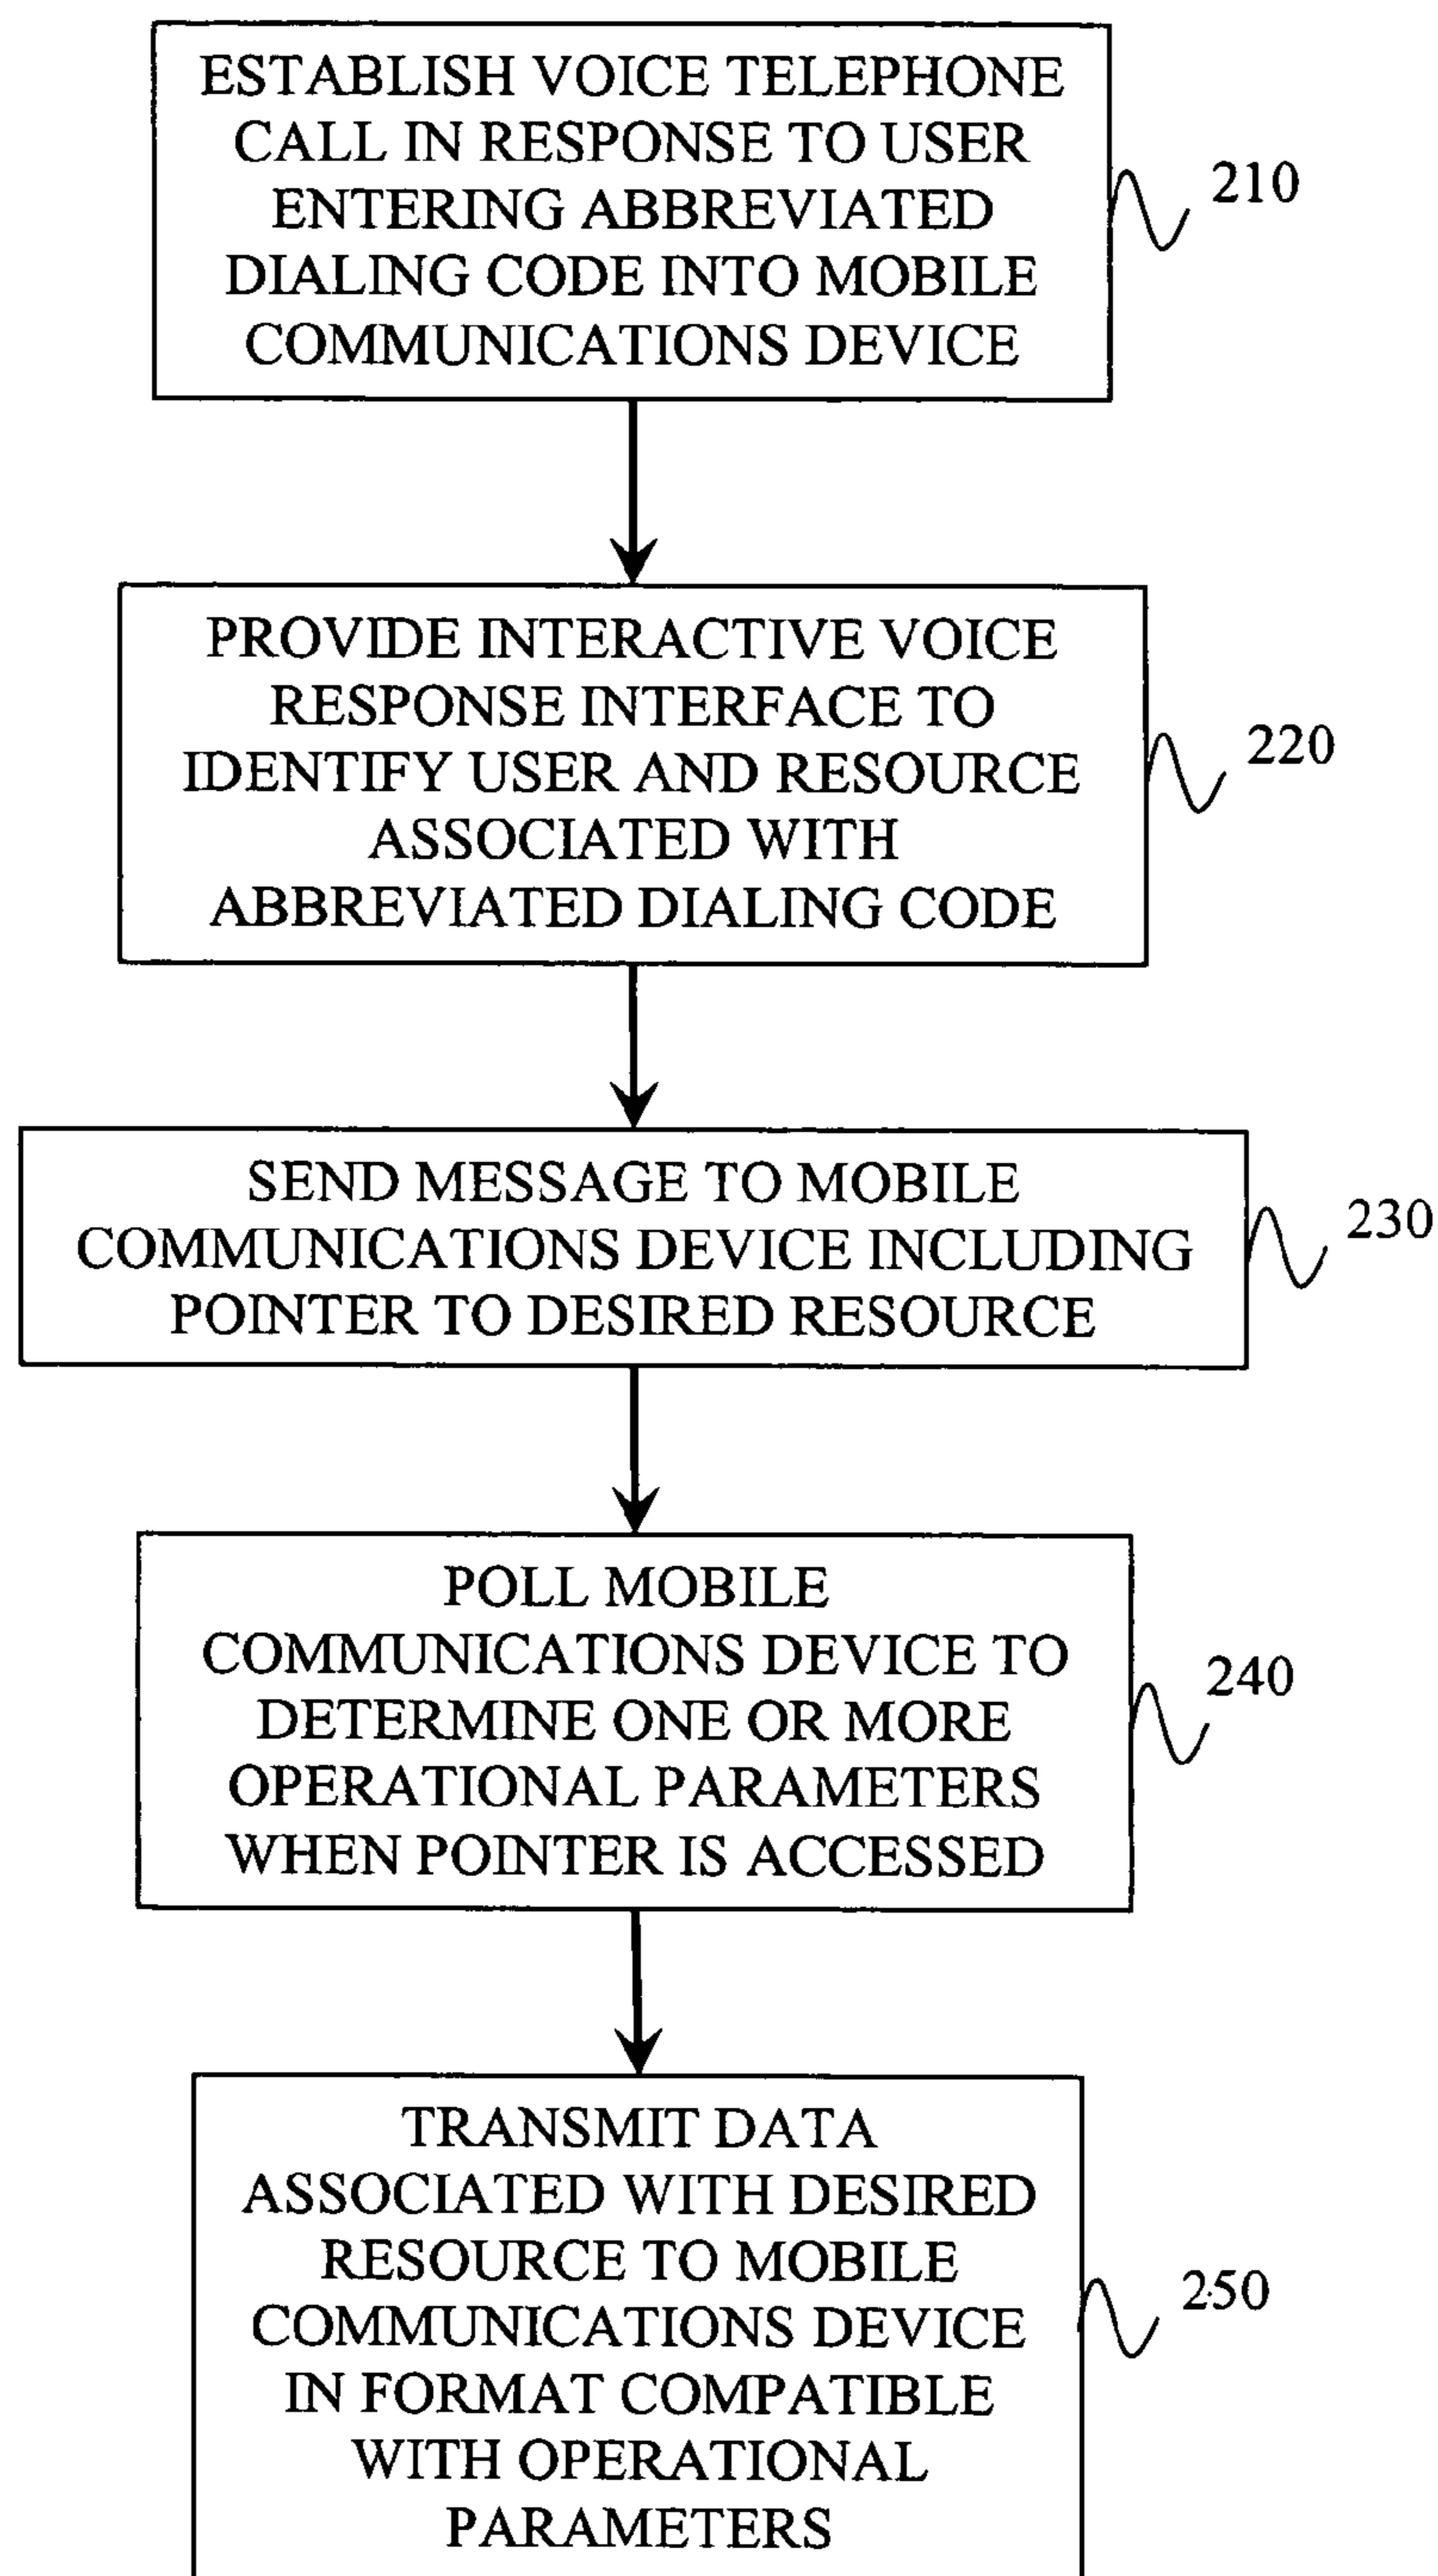 ESTABLISH VOICE TELEPHONE
CALL IN RESPONSE TO USER
ENTERING ABBREVIATED
DIALING CODE INTO MOBILE
COMMUNICATIONS DEVICE
210
PROVIDE INTERACTIVE VOICE
RESPONSE INTERFACE TO
IDENTIFY USER AND RESOURCE
ASSOCIATED WITH
ABBREVIATED DIALING CODE
220
SEND MESSAGE TO MOBILE
COMMUNICATIONS DEVICE INCLUDING
POINTER TO DESIRED RESOURCE
230
POLL MOBILE
COMMUNICATIONS DEVICE TO
DETERMINE ONE OR MORE
OPERATIONAL PARAMETERS
WHEN POINTER IS ACCESSED
240
TRANSMIT DATA
ASSOCIATED WITH DESIRED
RESOURCE TO MOBILE
COMMUNICATIONS DEVICE
IN FORMAT COMPATIBLE
WITH OPERATIONAL
PARAMETERS
250